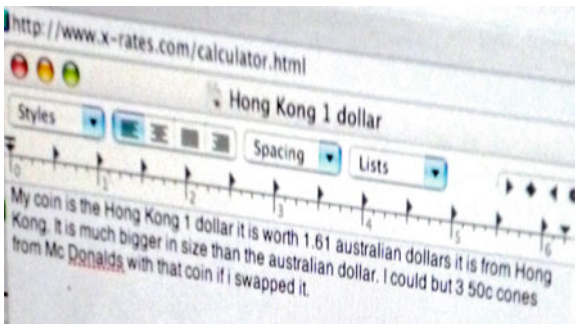 http://www.x-rates.com/calculator.html
Hong Kong 1 dollar
Styles Spacing Lists
0 1 2 3 4 5 6
My coin is the Hong Kong 1 dollar it is worth 1.61 australian dollars it is from Hong
Kong. It is much bigger in size than the australian dollar. I could but 3 50c cones
from Mc Donalds with that coin if i swapped it.